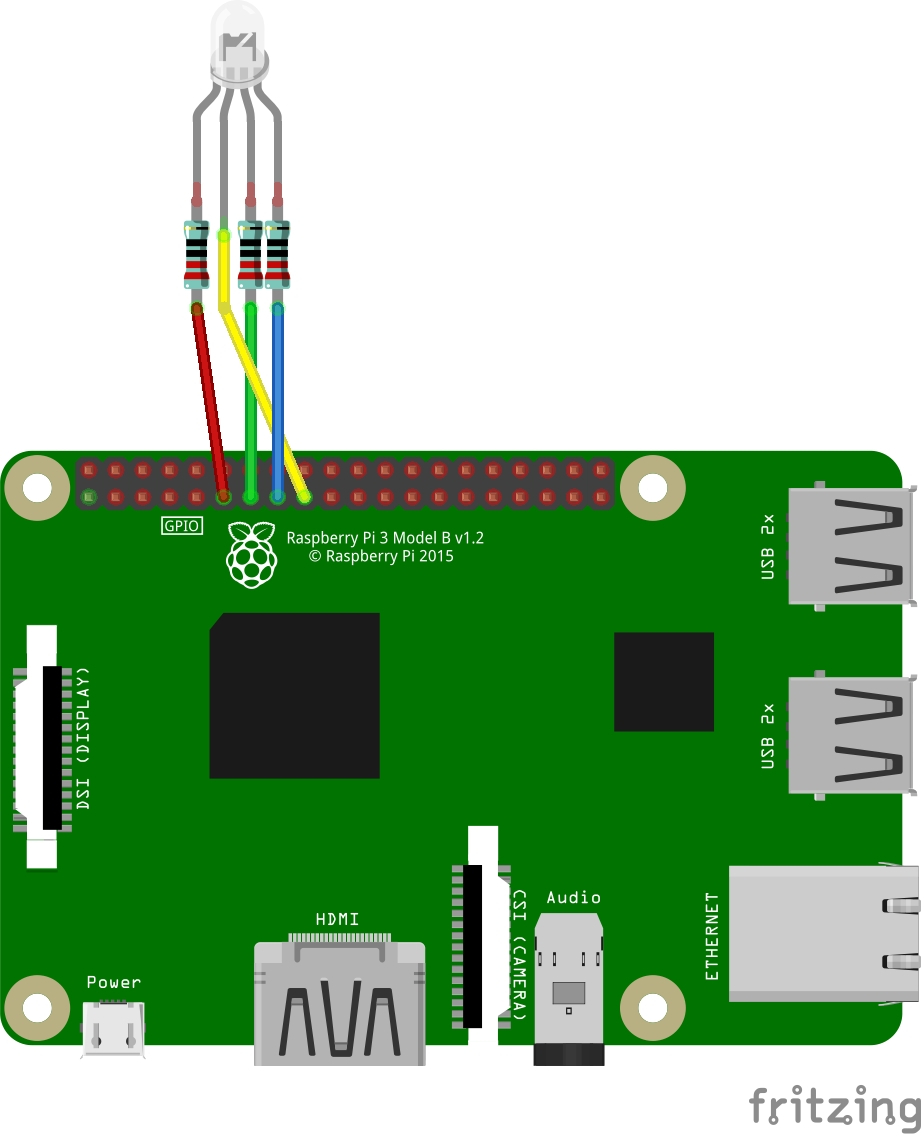 GPIO
Raspberry Pi 3 Model B v1.2
© Raspberry Pi 2015
USB 2x
USB 2x
DSI (DISPLAY)
HDMI
CSI (CAMERA)
Audio
ETHERNET
Power
fritzing